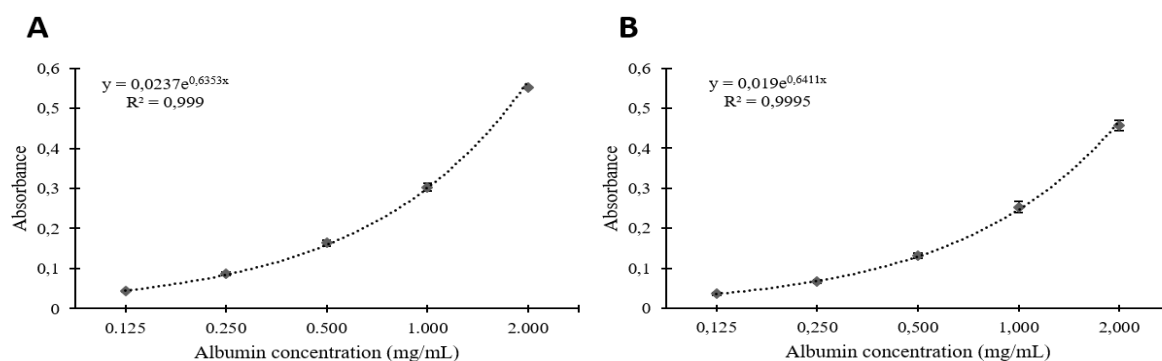 A
y = 0,0237e^0,6353x
R² = 0,999
0,6
0,5
0,4
0,3
0,2
0,1
0
Absorbance
0.125 0.250 0.500 1.000 2.000
Albumin concentration (mg/mL)
B
y = 0,019e^0,6411x
R² = 0,9995
0,6
0,5
0,4
0,3
0,2
0,1
0
Absorbance
0,125 0,250 0,500 1,000 2,000
Albumin concentration (mg/mL)